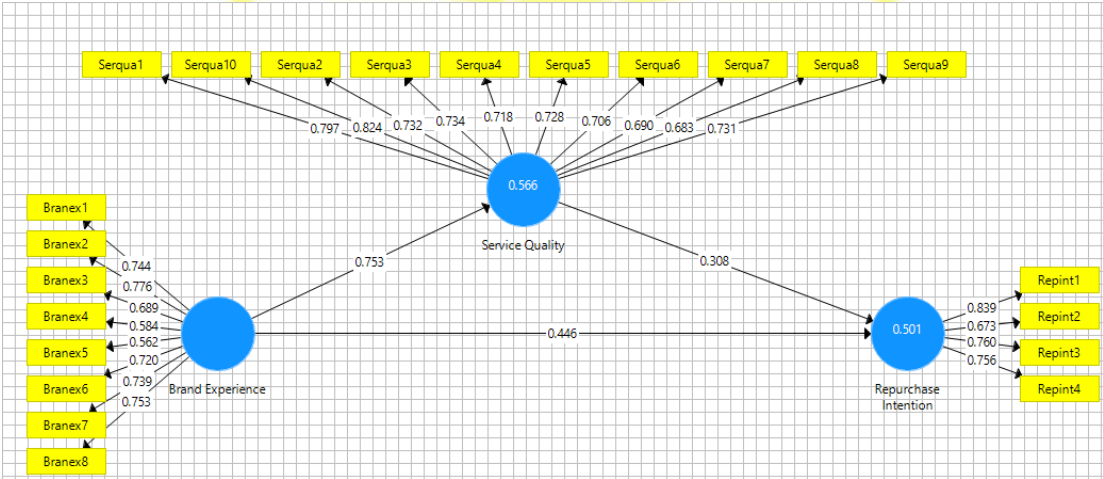 Serqua1 Serqua10 Serqua2 Serqua3 Serqua4 Serqua5 Serqua6 Serqua7 Serqua8 Serqua9
0.797 0.824 0.732 0.734 0.718 0.728 0.706 0.690 0.683 0.731
0.566
Service Quality
Branex1
Branex2
Branex3
Branex4
Branex5
Branex6
Branex7
Branex8
0.744
0.776
0.689
0.584
0.562
0.720
0.739
0.753
Brand Experience
0.753
0.308
0.446
0.501
Repurchase
Intention
0.839
0.673
0.760
0.756
Repint1
Repint2
Repint3
Repint4